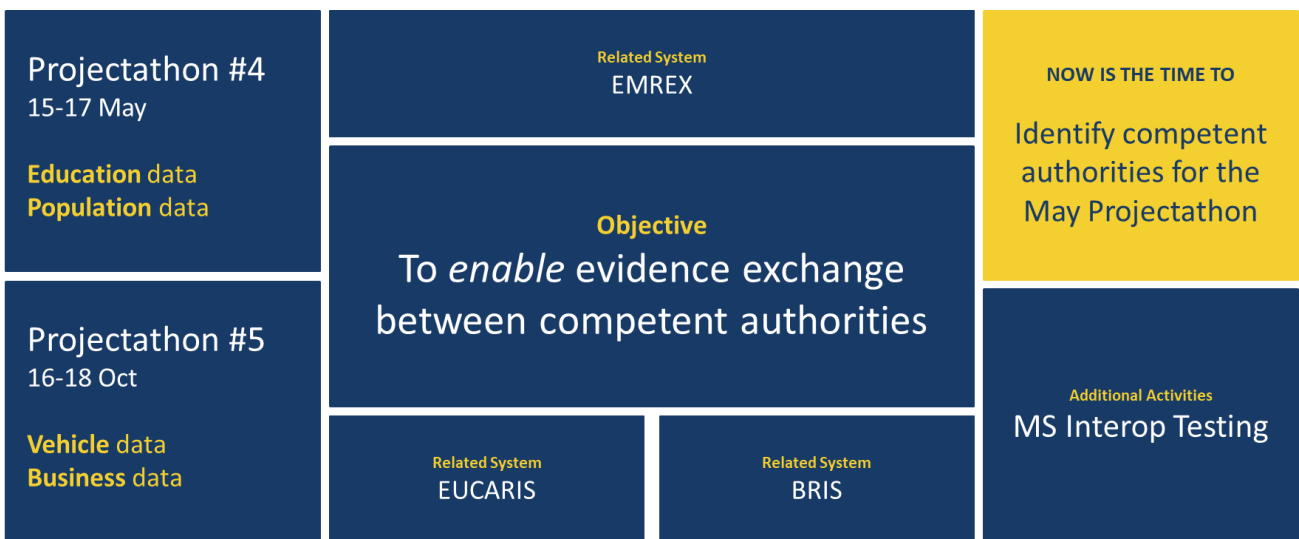 Projectathon #4
15-17 May
Education data
Population data
Projectathon #5
16-18 Oct
Vehicle data
Business data
Related System
EMREX
Objective
To enable evidence exchange
between competent authorities
Related System
EUCARIS
Related System
BRIS
NOW IS THE TIME TO
Identify competent
authorities for the
May Projectathon
Additional Activities
MS Interop Testing